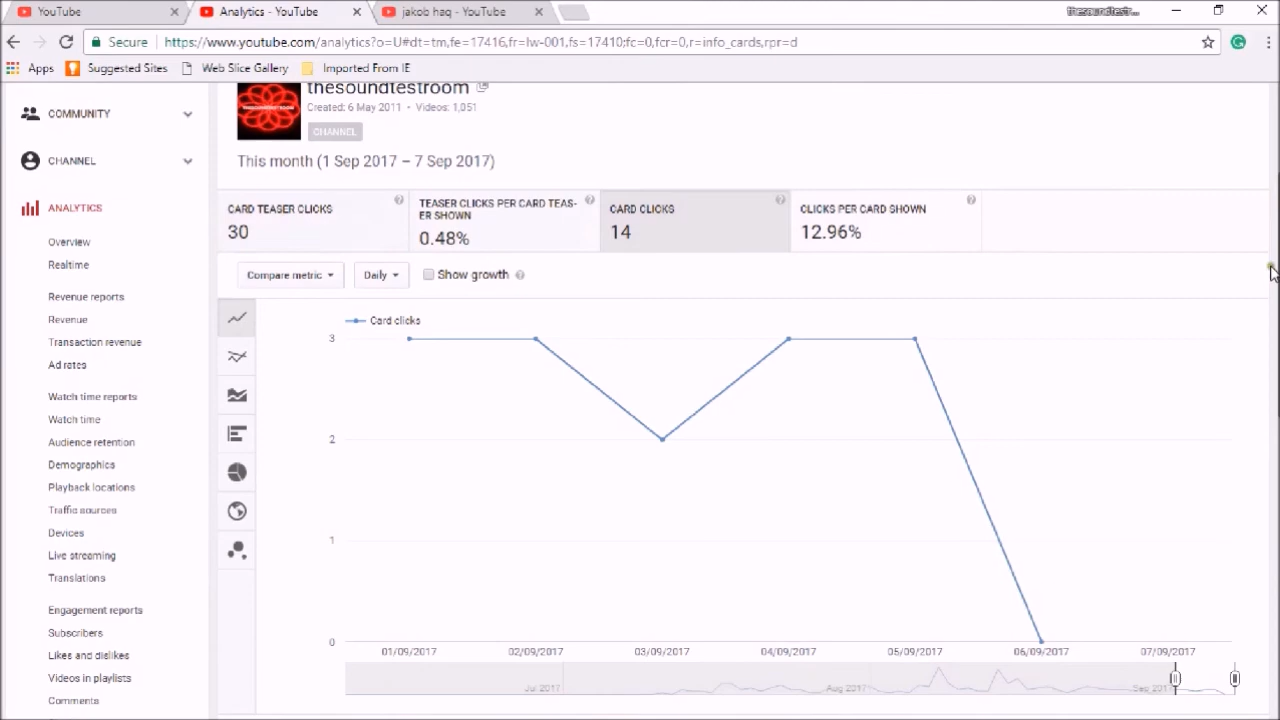 YouTube
Analytics - YouTube
jakob haq - YouTube
thesoundtestr...
Secure
https://www.youtube.com/analytics?o=U#dt=tm,fe=17416,fr=lw-001,fs=17410;fc=0,fcr=0,r=info_cards,rpr=d
Apps
Suggested Sites
Web Slice Gallery
Imported From IE
COMMUNITY
CHANNEL
ANALYTICS
Overview
Realtime
Revenue reports
Revenue
Transaction revenue
Ad rates
Watch time reports
Watch time
Audience retention
Demographics
Playback locations
Traffic sources
Devices
Live streaming
Translations
Engagement reports
Subscribers
Likes and dislikes
Videos in playlists
Comments
thesoundtestroom
Created: 6 May 2011 • Videos: 1,051
CHANNEL
This month (1 Sep 2017 – 7 Sep 2017)
CARD TEASER CLICKS
30
TEASER CLICKS PER CARD TEAS-
ER SHOWN
0.48%
CARD CLICKS
14
CLICKS PER CARD SHOWN
12.96%
Compare metric
Daily
Show growth
Card clicks
3
2
1
0
01/09/2017
02/09/2017
03/09/2017
04/09/2017
05/09/2017
06/09/2017
07/09/2017
Jul 2017
Aug 2017
Sep 2017